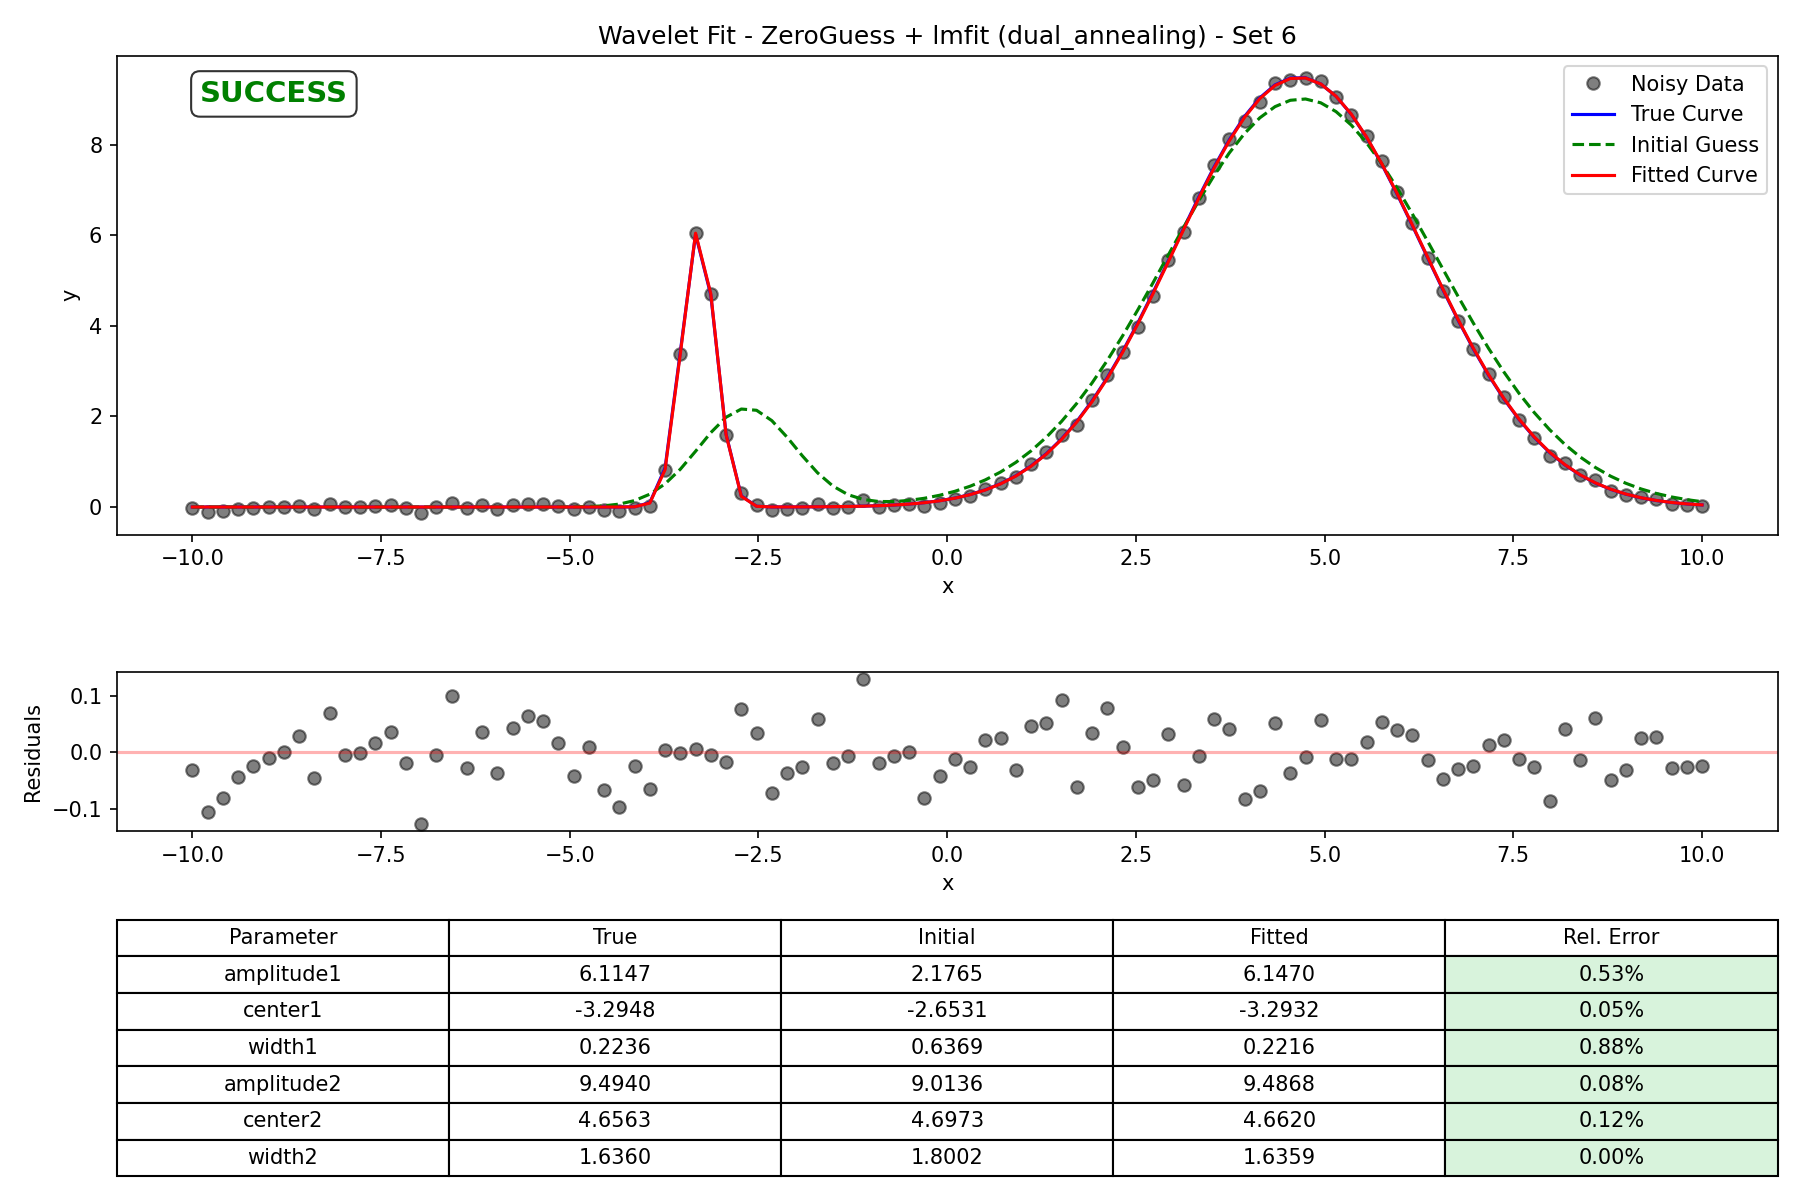 Wavelet Fit - ZeroGuess + lmfit (dual_annealing) - Set 6
SUCCESS
Noisy Data
True Curve
Initial Guess
Fitted Curve
y
8
6
4
2
0
−10.0 −7.5 −5.0 −2.5 0.0 2.5 5.0 7.5 10.0
x
Residuals
0.1
0.0
−0.1
−10.0 −7.5 −5.0 −2.5 0.0 2.5 5.0 7.5 10.0
x
Parameter True Initial Fitted Rel. Error
amplitude1 6.1147 2.1765 6.1470 0.53%
center1 -3.2948 -2.6531 -3.2932 0.05%
width1 0.2236 0.6369 0.2216 0.88%
amplitude2 9.4940 9.0136 9.4868 0.08%
center2 4.6563 4.6973 4.6620 0.12%
width2 1.6360 1.8002 1.6359 0.00%